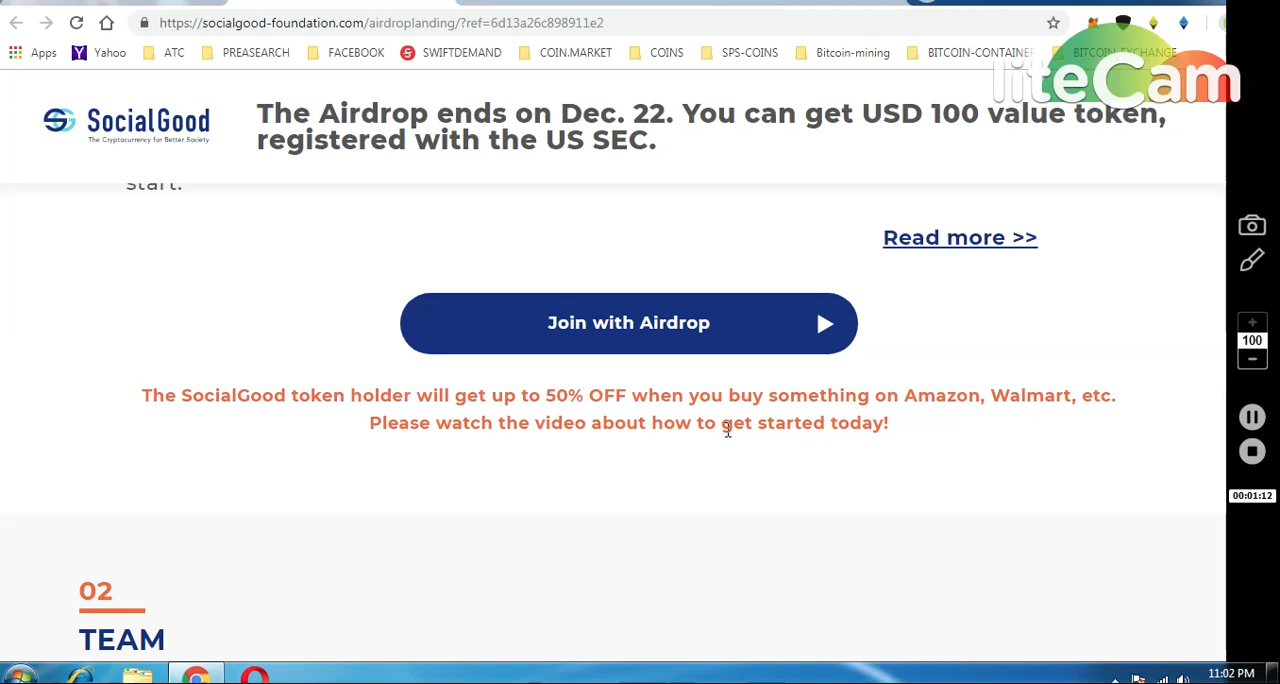 https://socialgood-foundation.com/airdroplanding/?ref=6d13a26c898911e2
Apps Yahoo ATC PREASEARCH FACEBOOK SWIFTDEMAND COIN.MARKET COINS SPS-COINS Bitcoin-mining BITCOIN-CONTAINER BITCOIN-EXCHANGE
liteCam
SocialGood
The Cryptocurrency for Better Society
The Airdrop ends on Dec. 22. You can get USD 100 value token,
registered with the US SEC.
start.
Read more >>
Join with Airdrop
The SocialGood token holder will get up to 50% OFF when you buy something on Amazon, Walmart, etc.
Please watch the video about how to get started today!
100
00:01:12
02
TEAM
11:02 PM